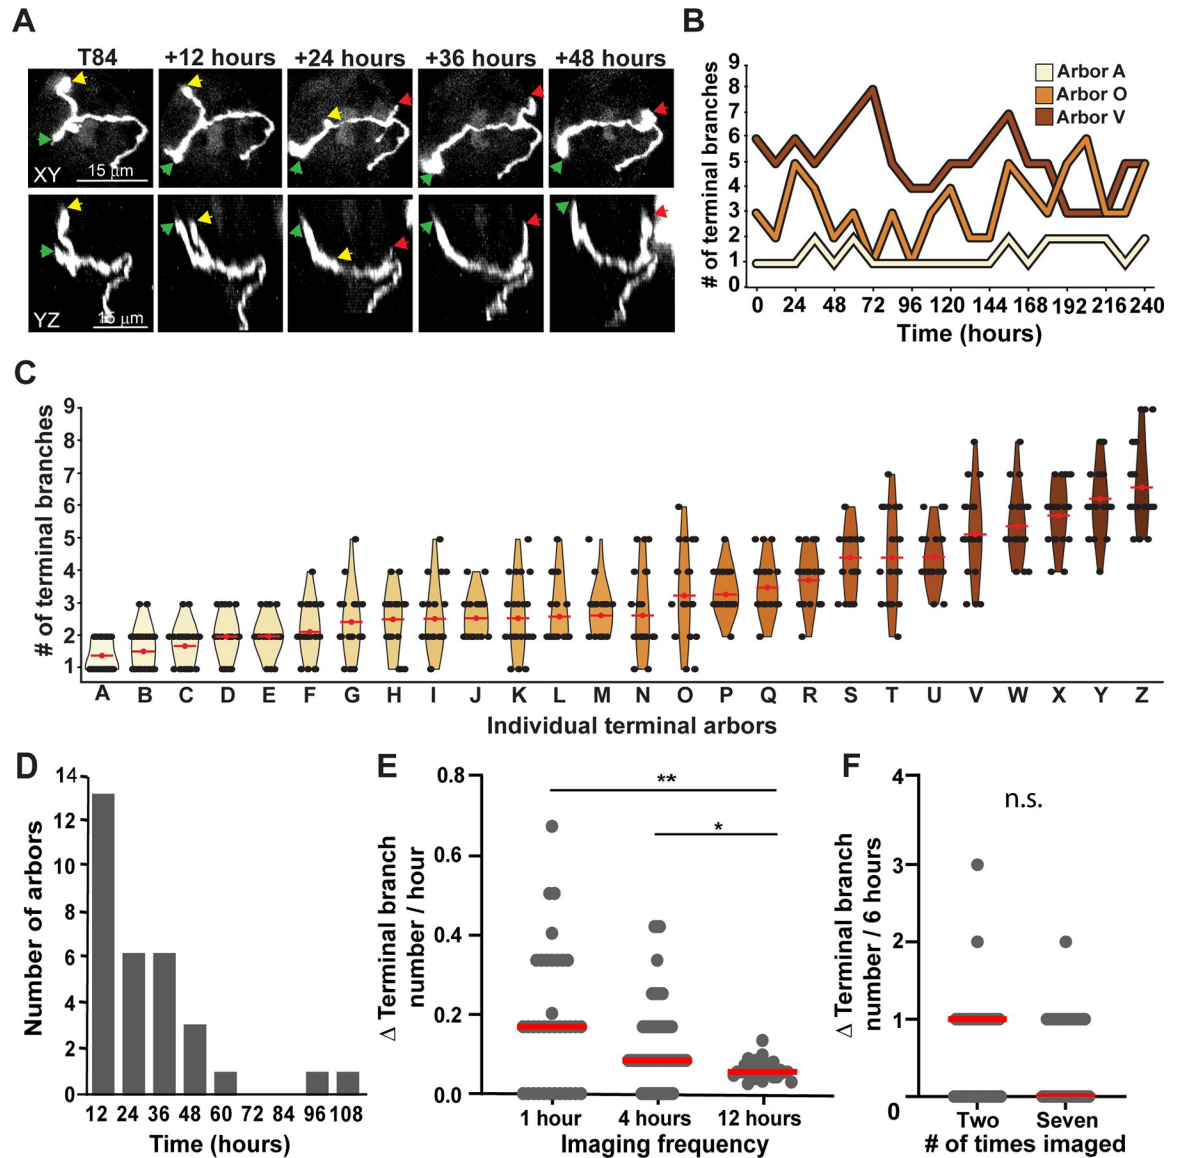 A
T84 +12 hours +24 hours +36 hours +48 hours
XY 15 μm
YZ 15 μm
B
# of terminal branches
9
8
7
6
5
4
3
2
1
0
Arbor A
Arbor O
Arbor V
0 24 48 72 96 120 144 168 192 216 240
Time (hours)
C
# of terminal branches
9
8
7
6
5
4
3
2
1
A B C D E F G H I J K L M N O P Q R S T U V W X Y Z
Individual terminal arbors
D
Number of arbors
14
12
10
8
6
4
2
0
12 24 36 48 60 72 84 96 108
Time (hours)
E
Δ Terminal branch
number / hour
0.8
0.6
0.4
0.2
0.0
**
*
1 hour 4 hours 12 hours
Imaging frequency
F
Δ Terminal branch
number / 6 hours
4
3
2
1
0
n.s.
Two Seven
# of times imaged